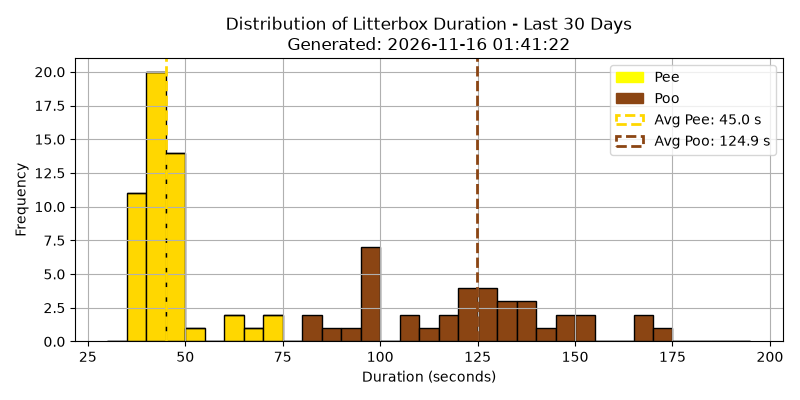 Distribution of Litterbox Duration - Last 30 Days
Generated: 2026-11-16 01:41:22
Pee
Poo
Avg Pee: 45.0 s
Avg Poo: 124.9 s
Frequency
20.0
17.5
15.0
12.5
10.0
7.5
5.0
2.5
0.0
25 50 75 100 125 150 175 200
Duration (seconds)